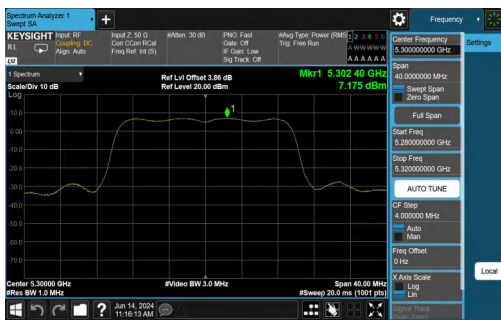 Spectrum Analyzer 1
Swept SA
Frequency
KEYSIGHT
Input: RF
Coupling: DC
Align: Auto
Input Z: 50 Ω
Corr CCorr RCal
Freq Ref: Int (S)
#Atten: 30 dB
PNO: Fast
Gate: Off
IF Gain: Low
Sig Track: Off
#Avg Type: Power (RMS
Trig: Free Run
1 2 3 4 5 6
A W W W W W
A A A A A A
RL
LV
1 Spectrum
Scale/Div 10 dB
Log
Ref Lvl Offset 3.86 dB
Ref Level 20.00 dBm
Mkr1 5.302 40 GHz
7.175 dBm
1
10.0
0.00
-10.0
-20.0
-30.0
-40.0
-50.0
-60.0
-70.0
Center 5.30000 GHz
#Res BW 1.0 MHz
#Video BW 3.0 MHz
Span 40.00 MHz
#Sweep 20.0 ms (1001 pts)
Center Frequency
5.300000000 GHz
Span
40.0000000 MHz
Swept Span
Zero Span
Full Span
Start Freq
5.280000000 GHz
Stop Freq
5.320000000 GHz
AUTO TUNE
CF Step
4.000000 MHz
Auto
Man
Freq Offset
0 Hz
X Axis Scale
Log
Lin
Signal Track
Settings
Local
Jun 14, 2024
11:16:13 AM